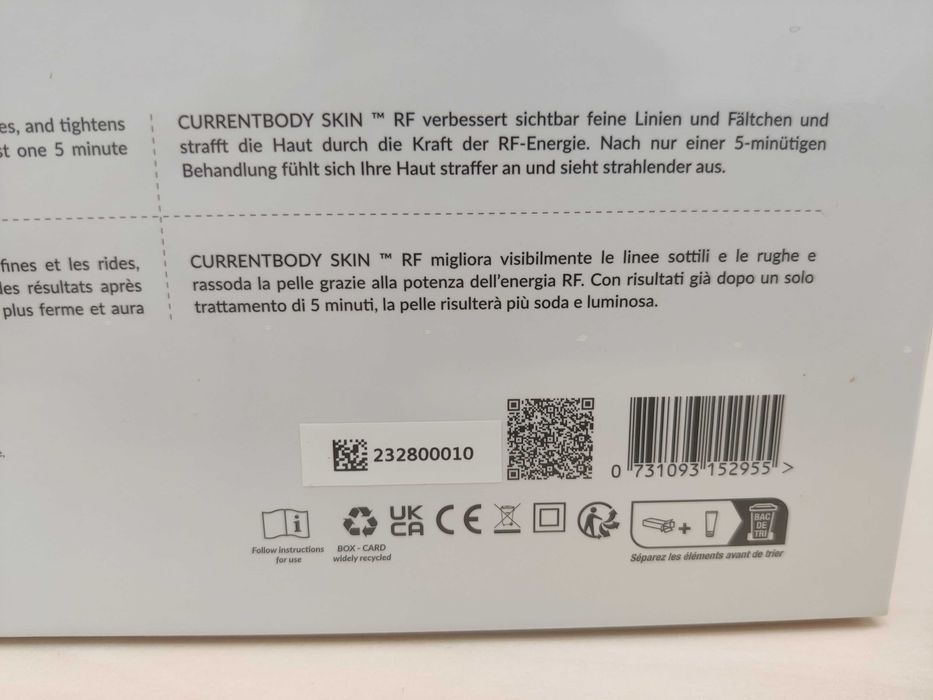 es, and tightens
st one 5 minute
CURRENTBODY SKIN ™ RF verbessert sichtbar feine Linien und Fältchen und
strafft die Haut durch die Kraft der RF-Energie. Nach nur einer 5-minütigen
Behandlung fühlt sich Ihre Haut straffer an und sieht strahlender aus.
fines et les rides,
des résultats après
plus ferme et aura
CURRENTBODY SKIN ™ RF migliora visibilmente le linee sottili e le rughe e
rassoda la pelle grazie alla potenza dell'energia RF. Con risultati già dopo un solo
trattamento di 5 minuti, la pelle risulterà più soda e luminosa.
232800010
0 731093 152955 >
Follow instructions
for use
BOX - CARD
widely recycled
UK
CA
CE
BAC
DE
TRI
Séparez les éléments avant de trier